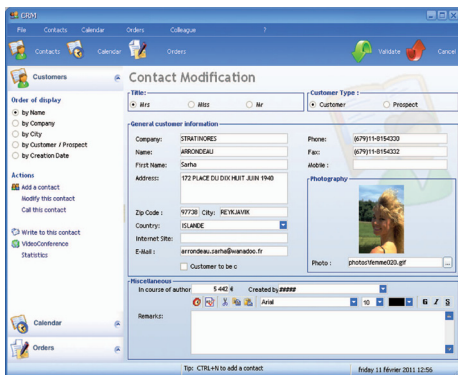 CRM
File Contacts Calendar Orders Colleague ?
Contacts Calendar Orders Validate Cancel
Customers
Order of display
by Name
by Company
by City
by Customer / Prospect
by Creation Date
Actions
Add a contact
Modify this contact
Call this contact
Write to this contact
VideoConference
Statistics
Calendar
Orders
Contact Modification
Title:
Mrs Miss Mr
Customer Type :
Customer Prospect
General customer information
Company: STRATINORES
Name: ARRONDEAU
First Name: Sarha
Address: 172 PLACE DU DIX HUIT JUIN 1940
Zip Code : 97738 City: REYKJAVIK
Country: ISLANDE
Internet Site:
E-Mail : arrondeau.sarha@wanadoo.fr
Customer to be c
Phone: (679)11-8154330
Fax: (679)11-8154332
Mobile :
Photography
Photo : photos\femme020.gif ...
Miscellaneous
In course of author 5 442 € Created by #####
Arial 10 G I S
Remarks:
Tip: CTRL+N to add a contact
friday 11 février 2011 12:56